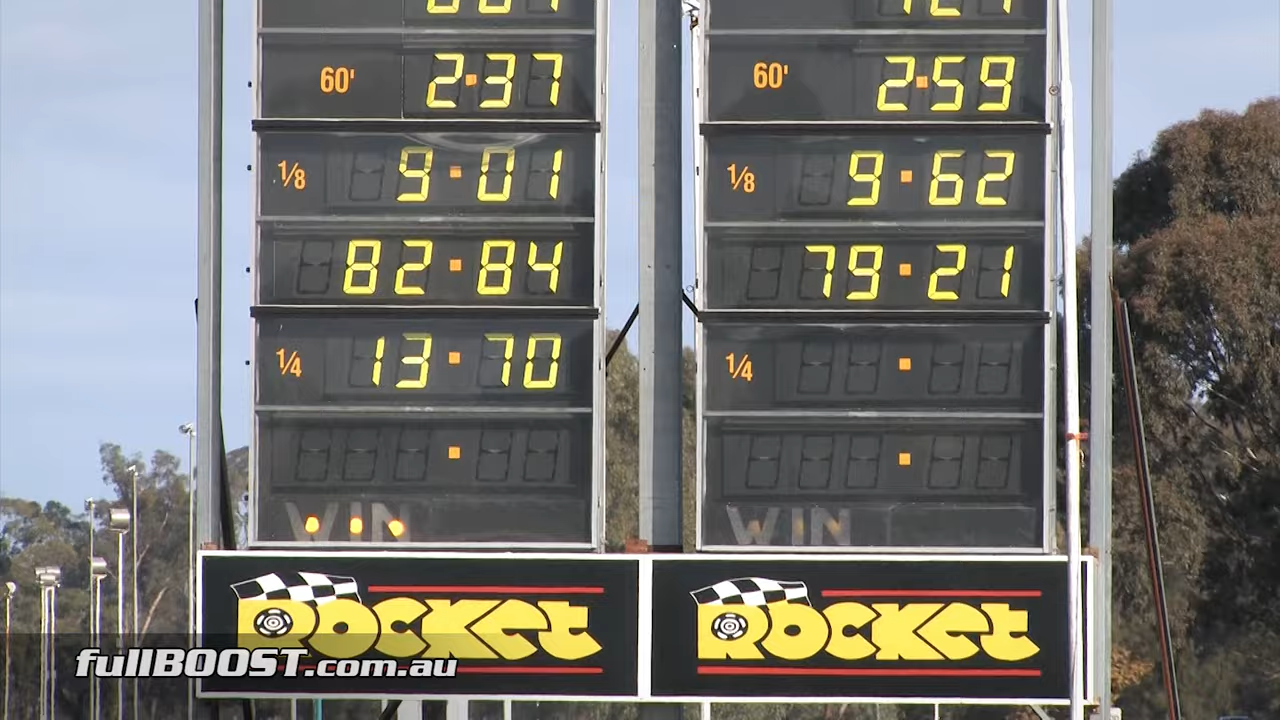 60' 2.37
1/8 9.01
82.84
1/4 13.70
WIN
60' 2.59
1/8 9.62
79.21
1/4
WIN
Rocket
Rocket
fullBOOST.com.au